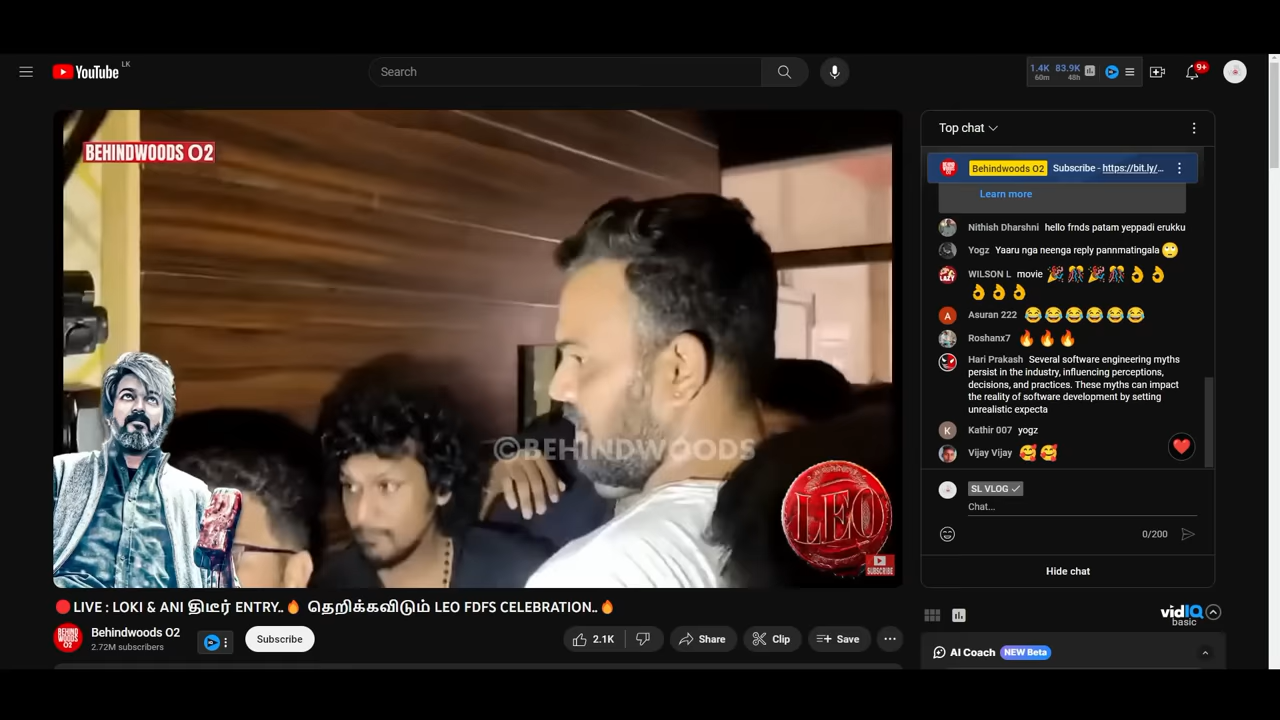 YouTube LK
Search
1.4K 83.9K
60m 48h
9+
BEHINDWOODS O2
©BEHINDWOODS
LEO
SUBSCRIBE
Top chat
Behindwoods O2 Subscribe - https://bit.ly/...
Learn more
Nithish Dharshni hello frnds patam yeppadi erukku
Yogz Yaaru nga neenga reply pannmatingala 🙄
WILSON L movie 🎉🎊🎉🎊👌👌
👌👌👌
Asuran 222 😂😂😂😂😂😂
Roshanx7 🔥🔥🔥
Hari Prakash Several software engineering myths
persist in the industry, influencing perceptions,
decisions, and practices. These myths can impact
the reality of software development by setting
unrealistic expecta
Kathir 007 yogz
Vijay Vijay 🥰🥰
SL VLOG
Chat...
0/200
Hide chat
🔴LIVE : LOKI & ANI திடீர் ENTRY..🔥 தெறிக்கவிடும் LEO FDFS CELEBRATION..🔥
BEHIND WOODS O2
Behindwoods O2
2.72M subscribers
Subscribe
2.1K
Share
Clip
Save
vidIQ
basic
AI Coach NEW Beta